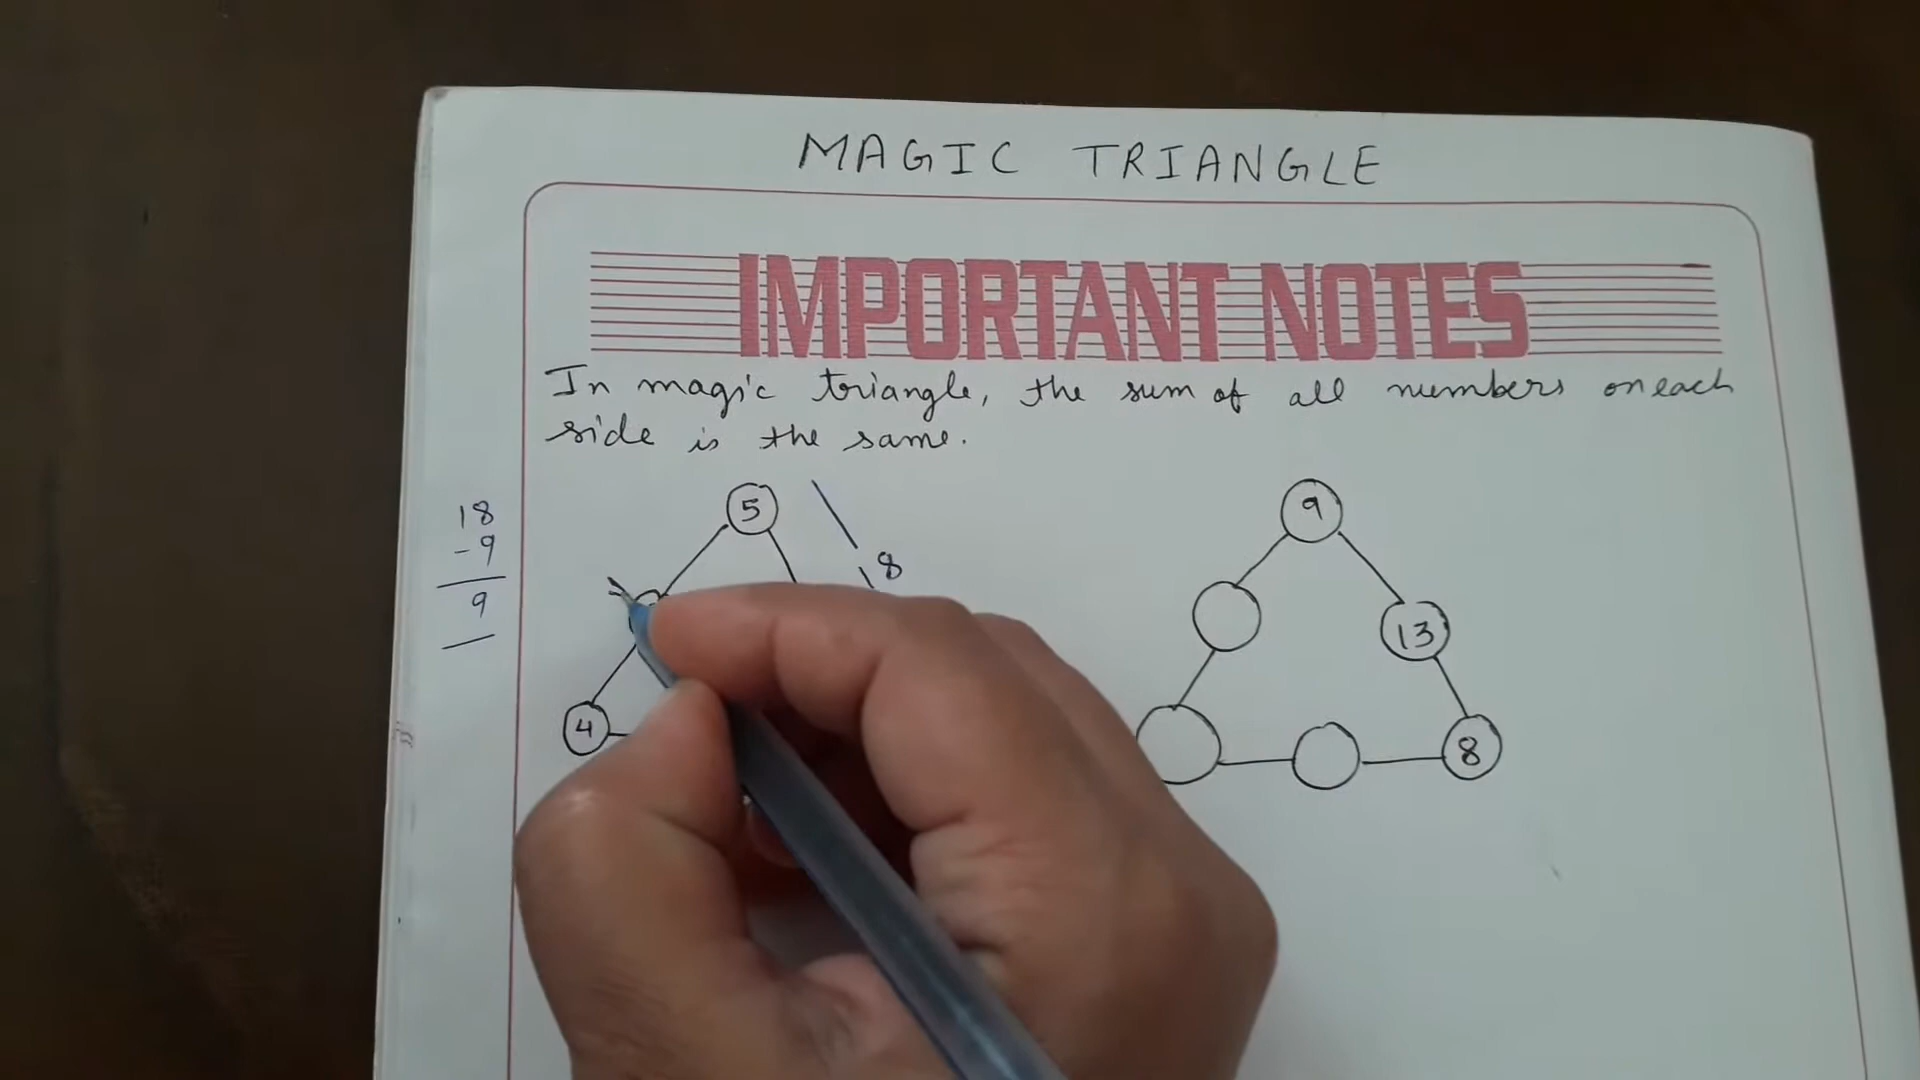 MAGIC TRIANGLE
IMPORTANT NOTES
In magic triangle, the sum of all numbers on each
side is the same.
18
- 9
9
5
18
4
9
13
8